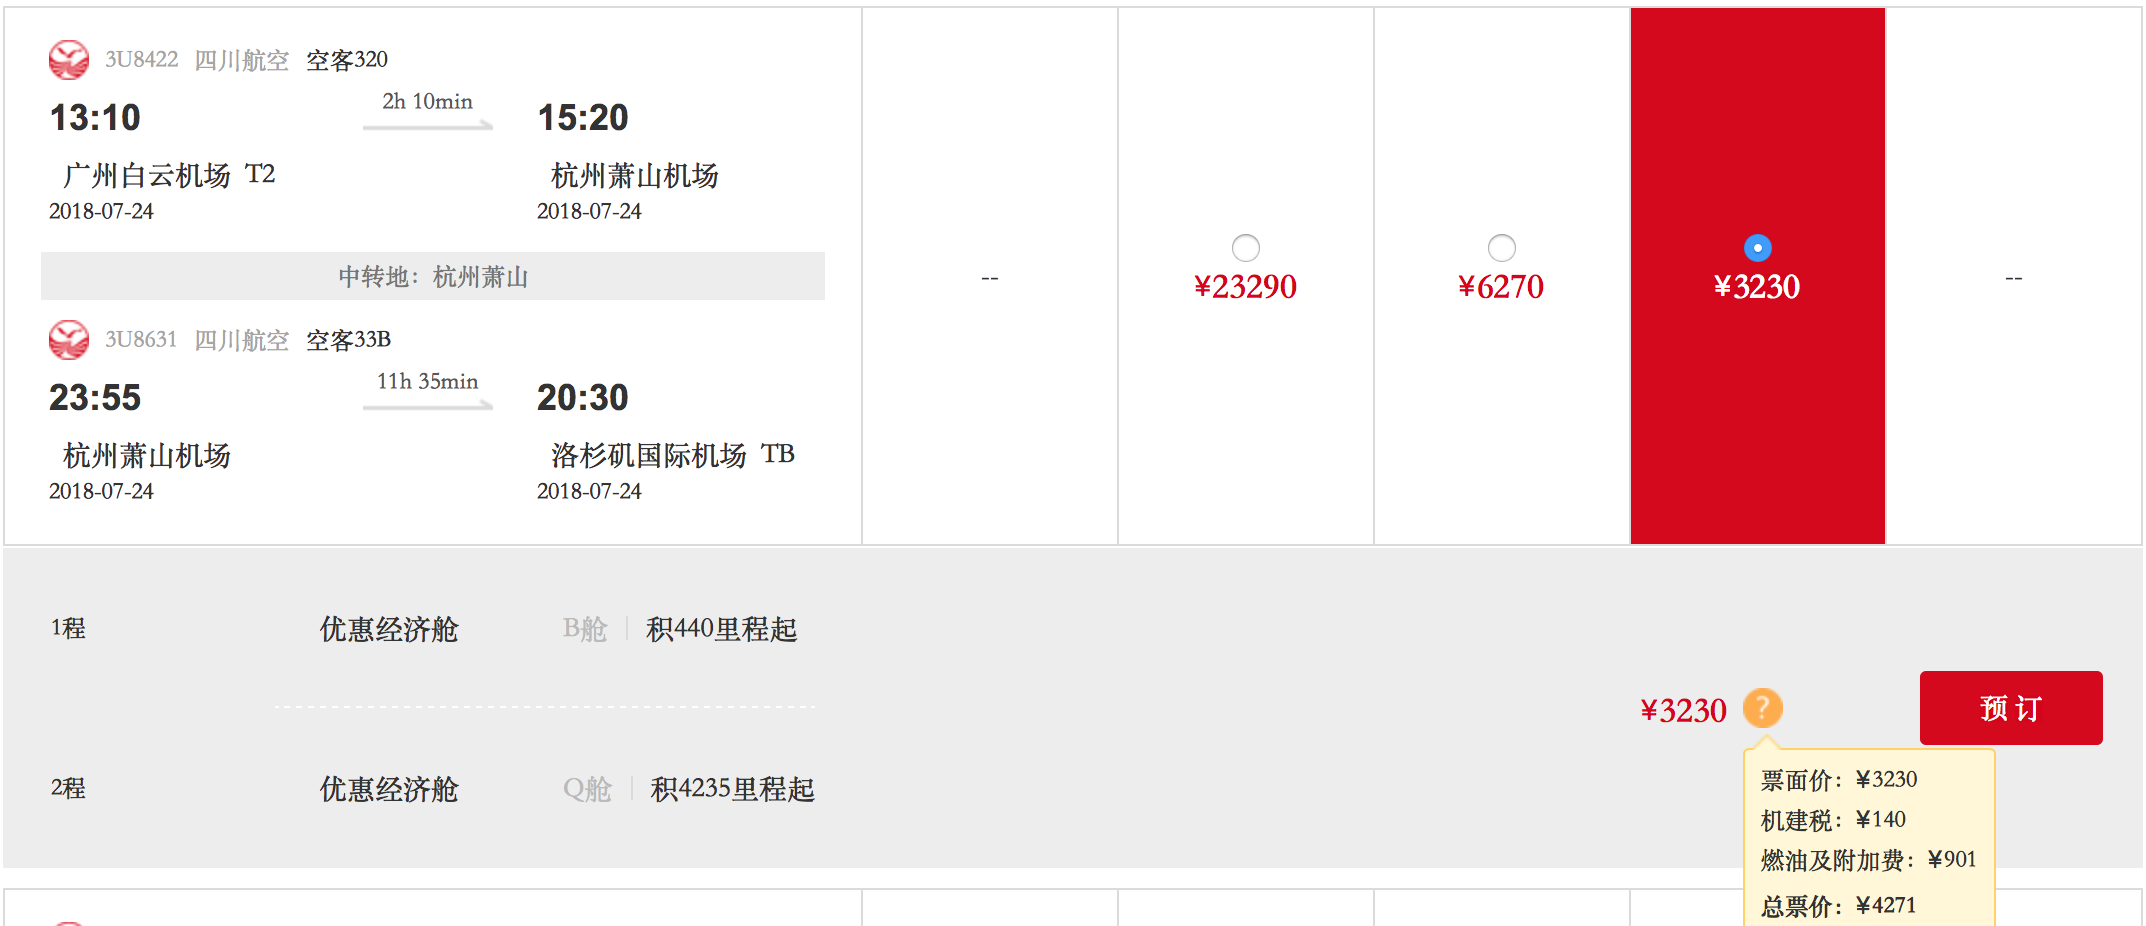 3U8422 四川航空 空客320
13:10 2h 10min 15:20
广州白云机场 T2 杭州萧山机场
2018-07-24 2018-07-24
中转地：杭州萧山
-- ¥23290 ¥6270 ¥3230 --
3U8631 四川航空 空客33B
23:55 11h 35min 20:30
杭州萧山机场 洛杉矶国际机场 TB
2018-07-24 2018-07-24
1程 优惠经济舱 B舱 积440里程起
¥3230 ? 预订
2程 优惠经济舱 Q舱 积4235里程起
票面价：¥3230
机建税：¥140
燃油及附加费：¥901
总票价：¥4271